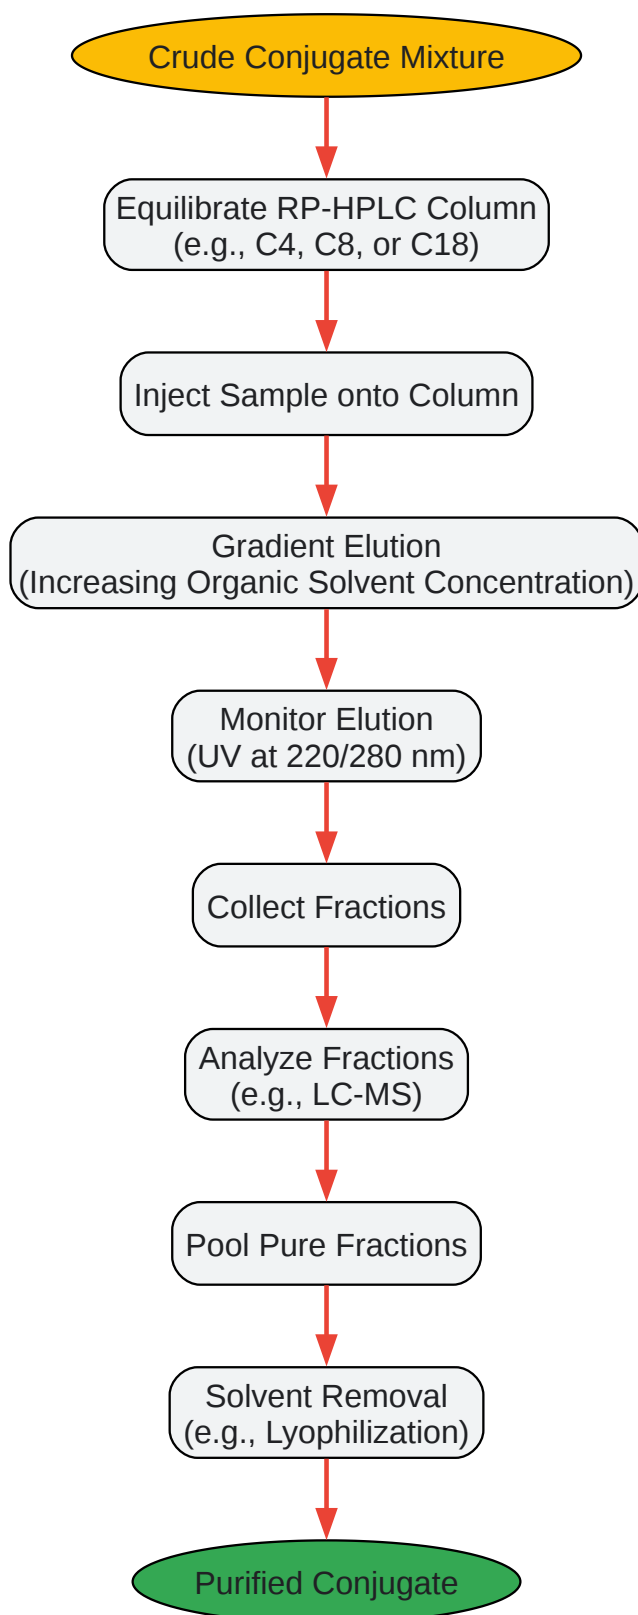 Crude Conjugate Mixture
Equilibrate RP-HPLC Column
(e.g., C4, C8, or C18)
Inject Sample onto Column
Gradient Elution
(Increasing Organic Solvent Concentration)
Monitor Elution
(UV at 220/280 nm)
Collect Fractions
Analyze Fractions
(e.g., LC-MS)
Pool Pure Fractions
Solvent Removal
(e.g., Lyophilization)
Purified Conjugate